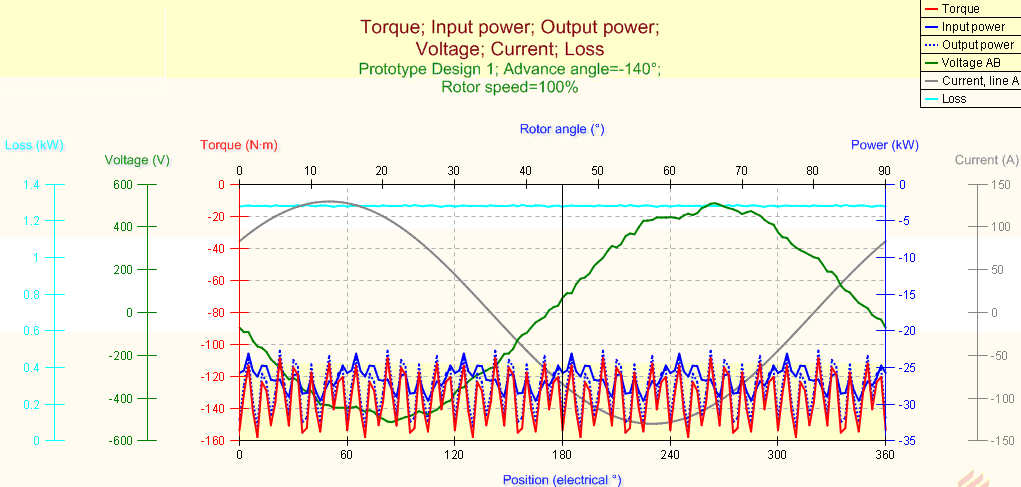 Torque; Input power; Output power;
Voltage; Current; Loss
Prototype Design 1; Advance angle=-140°;
Rotor speed=100%
Torque
Input power
Output power
Voltage AB
Current, line A
Loss
Rotor angle (°)
Loss (kW)
Voltage (V)
Torque (N·m)
Power (kW)
Current (A)
0 10 20 30 40 50 60 70 80 90
1.4 600 0 0 150
1.2 400 -20 -5 100
1 200 -40 -10 50
0.8 0 -60 -15 0
0.6 -200 -80 -20 -50
0.4 -400 -100 -25 -100
0.2 -600 -120 -30 -150
0 -140 -35
-160
0 60 120 180 240 300 360
Position (electrical °)